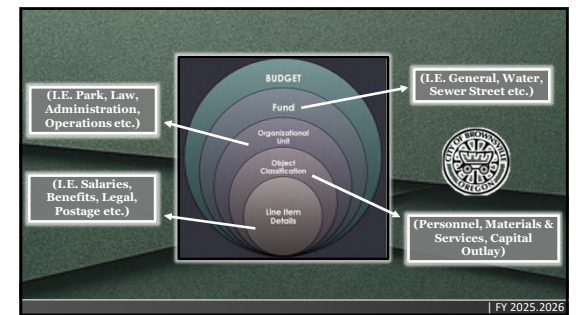 BUDGET
Fund
Organizational
Unit
Object
Classification
Line Item
Details
(I.E. Park, Law,
Administration,
Operations etc.)
(I.E. Salaries,
Benefits, Legal,
Postage etc.)
(I.E. General, Water,
Sewer Street etc.)
CITY OF BROWNSVILLE
OREGON
(Personnel, Materials &
Services, Capital
Outlay)
| FY 2025.2026